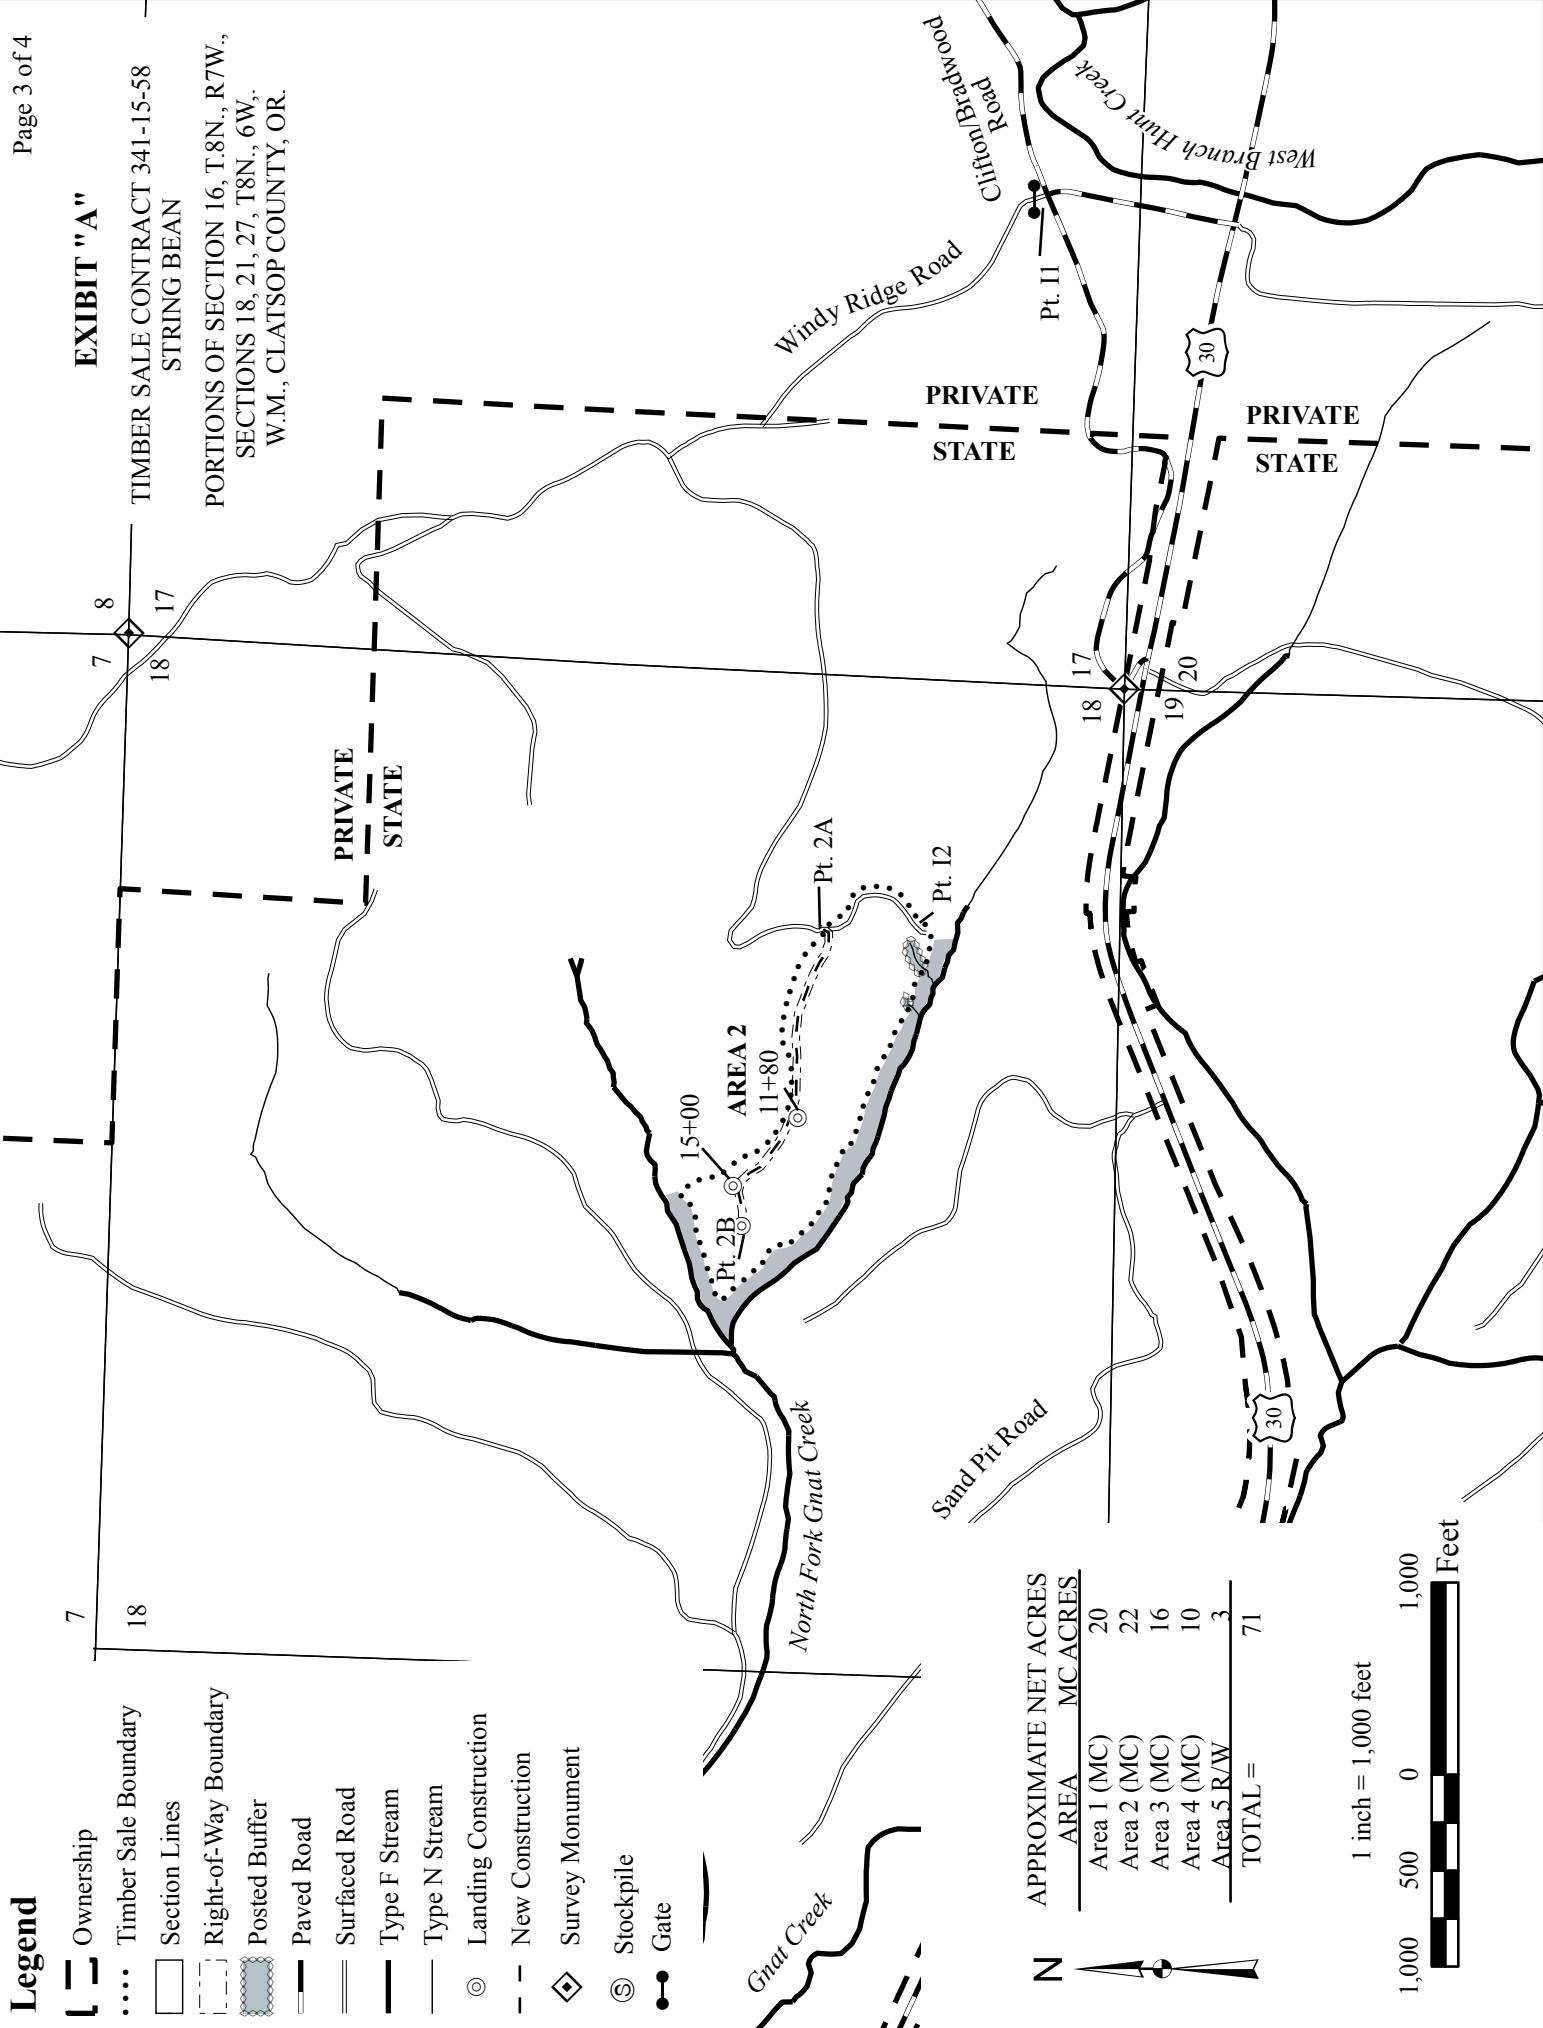 Page 3 of 4
EXHIBIT "A"
TIMBER SALE CONTRACT 341-15-58
STRING BEAN
PORTIONS OF SECTION 16, T.8N., R7W.,
SECTIONS 18, 21, 27, T8N., 6W,.
W.M., CLATSOP COUNTY, OR.
Legend
Ownership
Timber Sale Boundary
Section Lines
Right-of-Way Boundary
Posted Buffer
Paved Road
Surfaced Road
Type F Stream
Type N Stream
Landing Construction
New Construction
Survey Monument
S Stockpile
Gate
7
18
7 8
18 17
PRIVATE
STATE
Windy Ridge Road
Clifton/Bradwood
Road
West Branch Hunt Creek
Pt. I1
PRIVATE
STATE
30
PRIVATE
STATE
18 17
19 20
Pt. 2A
Pt. I2
AREA 2
11+80
15+00
Pt. 2B
North Fork Gnat Creek
Sand Pit Road
30
Gnat Creek
N
APPROXIMATE NET ACRES
AREA MC ACRES
Area 1 (MC) 20
Area 2 (MC) 22
Area 3 (MC) 16
Area 4 (MC) 10
Area 5 R/W 3
TOTAL = 71
1 inch = 1,000 feet
1,000 500 0 1,000
Feet